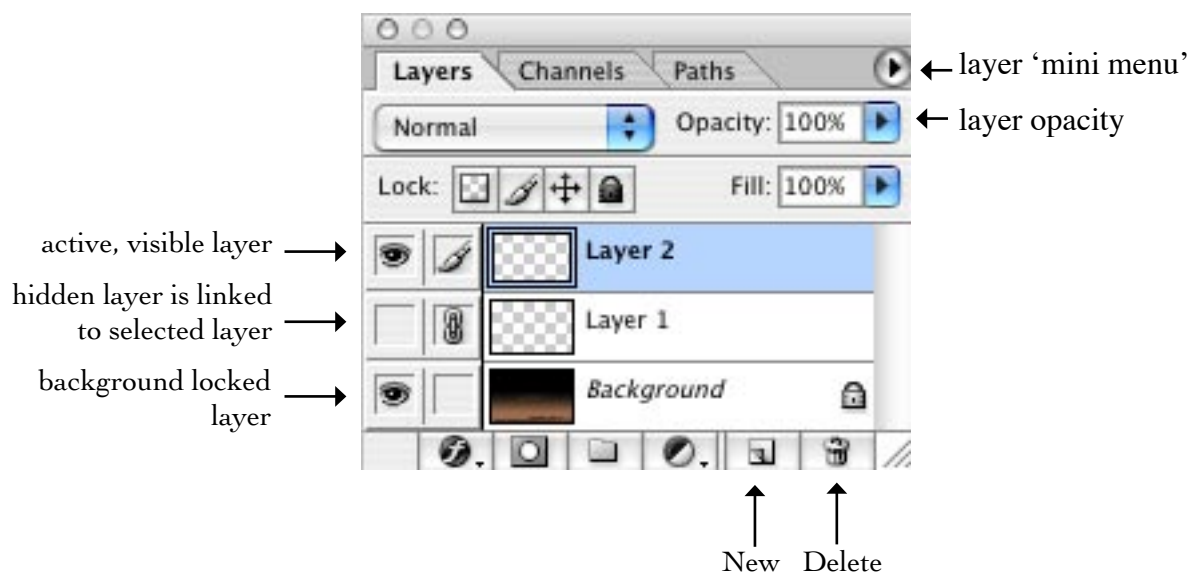 Layers Channels Paths
layer ‘mini menu’
Normal Opacity: 100%
layer opacity
Lock: Fill: 100%
active, visible layer
Layer 2
hidden layer is linked
to selected layer
Layer 1
background locked
layer
Background
New Delete